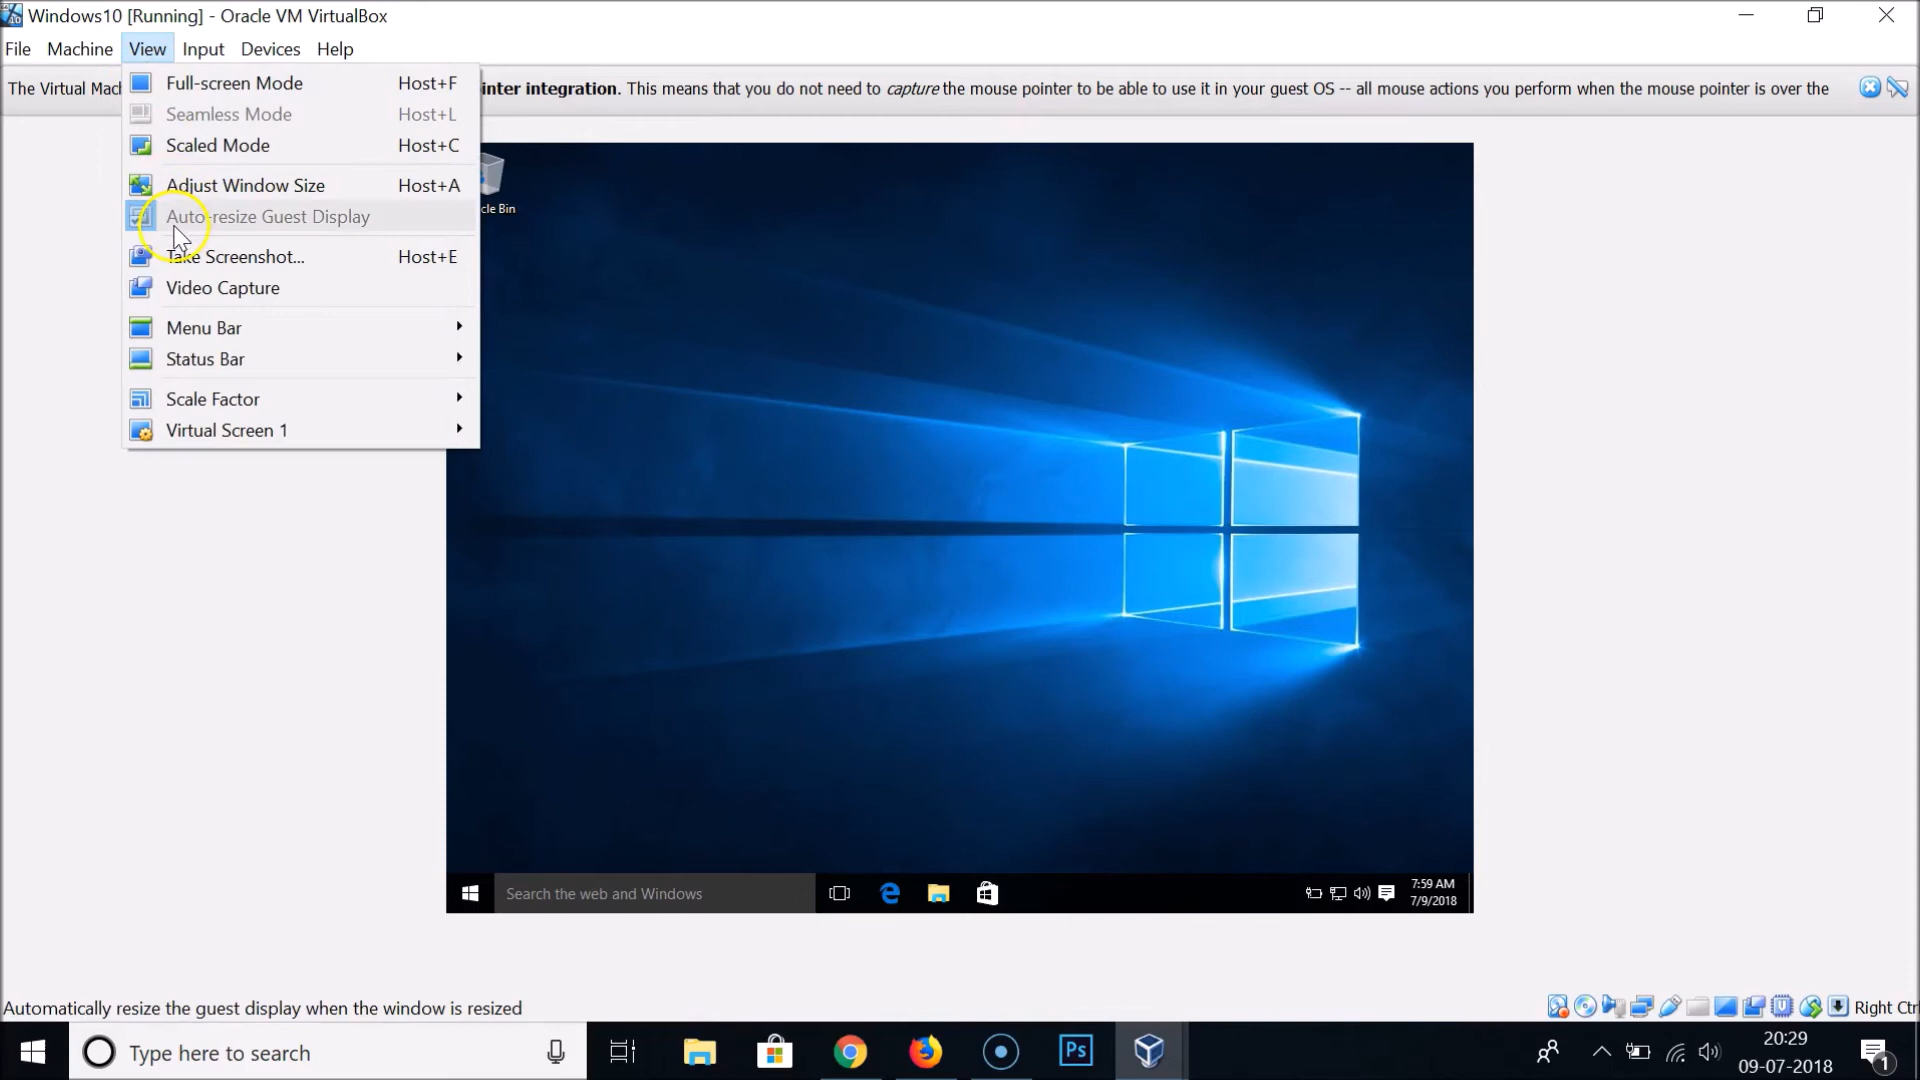 Windows10 [Running] - Oracle VM VirtualBox
File Machine View Input Devices Help
The Virtual Mach
inter integration. This means that you do not need to capture the mouse pointer to be able to use it in your guest OS -- all mouse actions you perform when the mouse pointer is over the
Full-screen Mode Host+F
Seamless Mode Host+L
Scaled Mode Host+C
Adjust Window Size Host+A
Auto-resize Guest Display
Take Screenshot... Host+E
Video Capture
Menu Bar
Status Bar
Scale Factor
Virtual Screen 1
cle Bin
Search the web and Windows
7:59 AM
7/9/2018
Automatically resize the guest display when the window is resized
Right Ctrl
Type here to search
Ps
20:29
09-07-2018
1